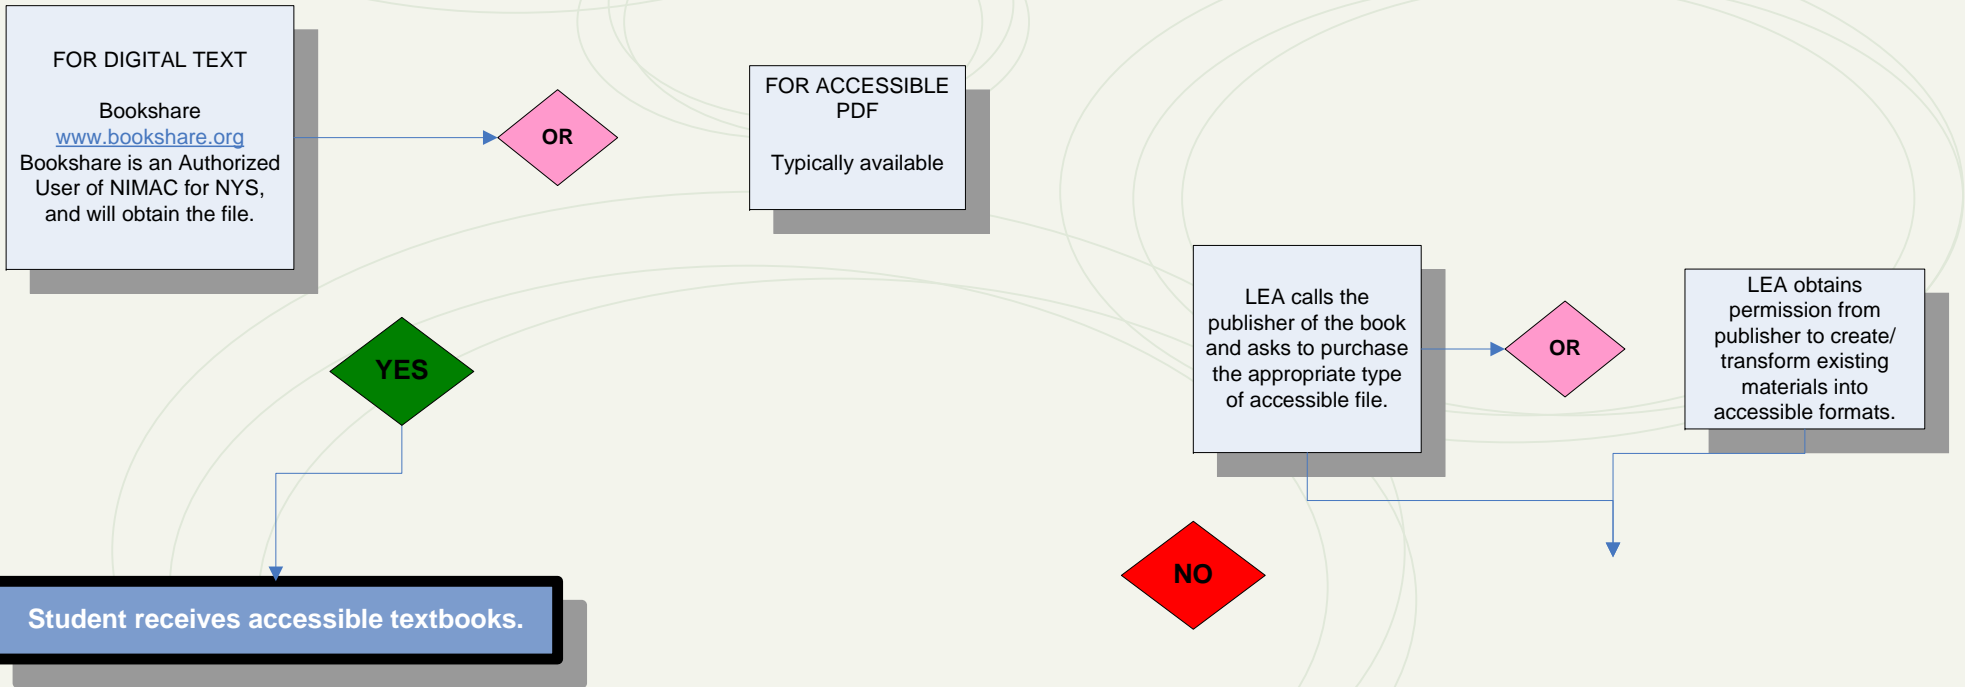 FOR DIGITAL TEXT
Bookshare
www.bookshare.org
Bookshare is an Authorized
User of NIMAC for NYS,
and will obtain the file.
OR
FOR ACCESSIBLE
PDF
Typically available
LEA calls the
publisher of the book
and asks to purchase
the appropriate type
of accessible file.
OR
LEA obtains
permission from
publisher to create/
transform existing
materials into
accessible formats.
YES
NO
Student receives accessible textbooks.